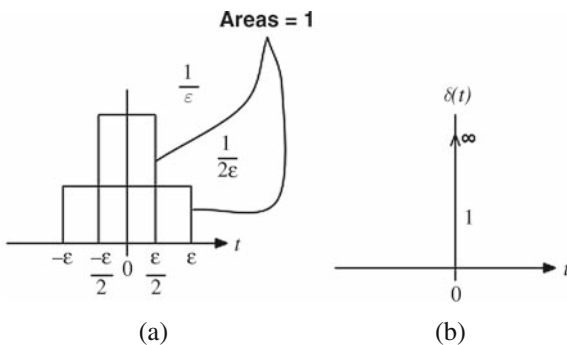 Areas = 1
1/ε
1/2ε
-ε -ε/2 0 ε/2 ε t
(a)
δ(t)
∞
1
0 t
(b)